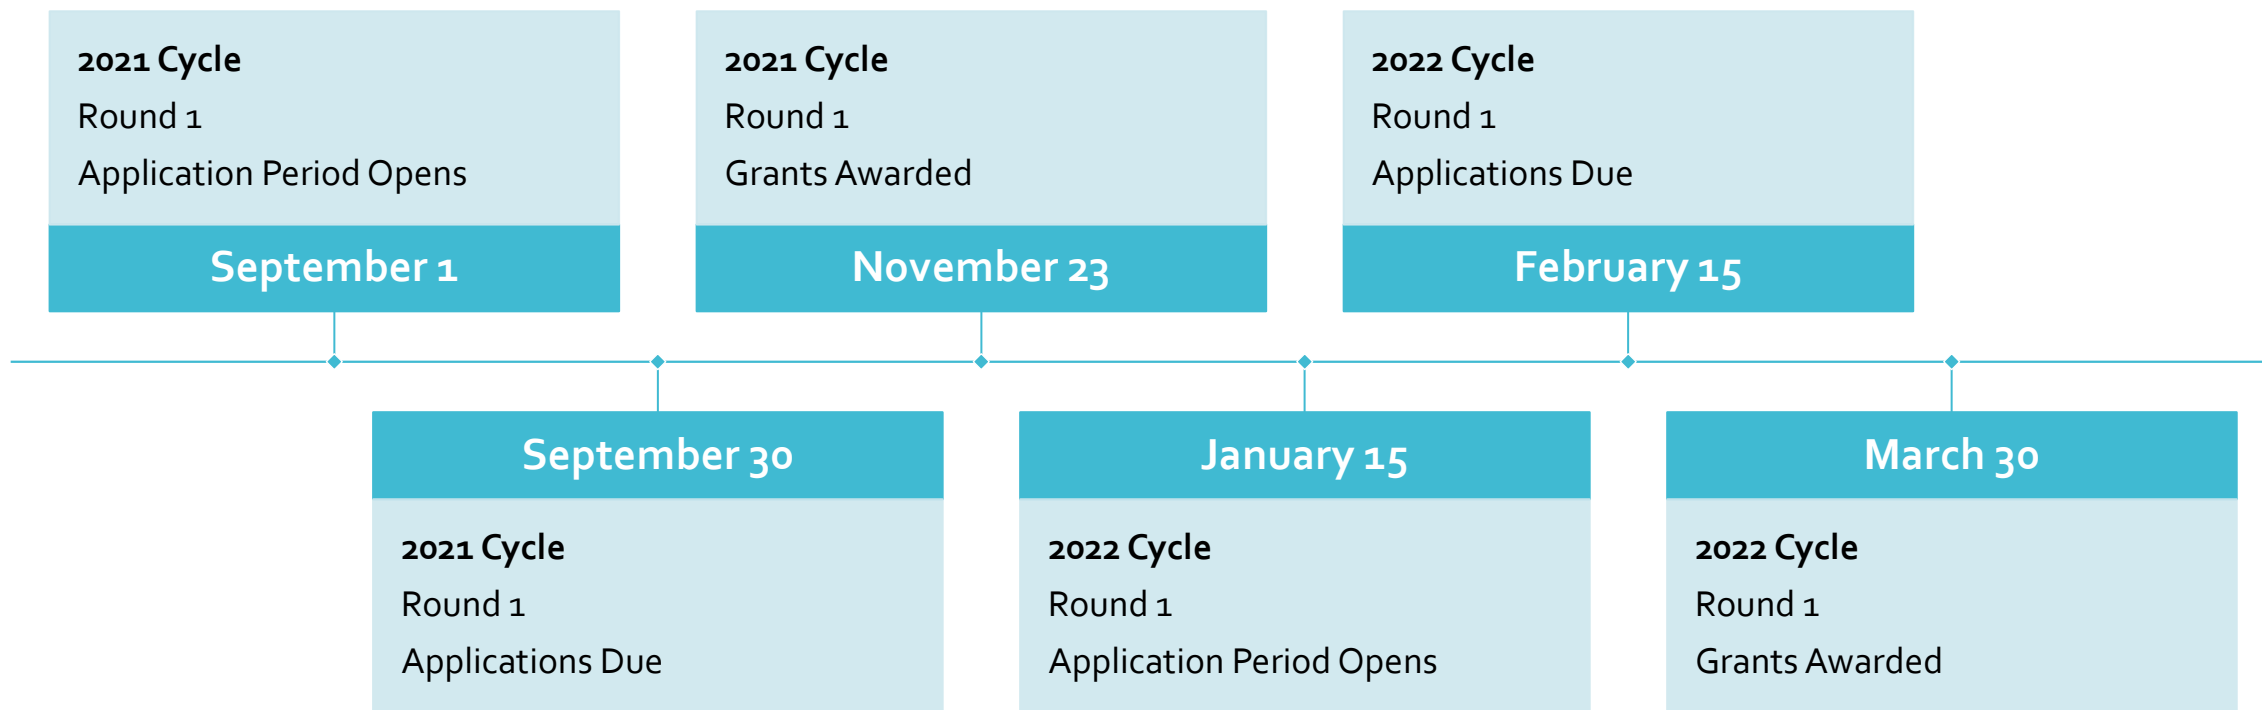 2021 Cycle
Round 1
Application Period Opens
September 1
2021 Cycle
Round 1
Grants Awarded
November 23
2022 Cycle
Round 1
Applications Due
February 15
September 30
2021 Cycle
Round 1
Applications Due
January 15
2022 Cycle
Round 1
Application Period Opens
March 30
2022 Cycle
Round 1
Grants Awarded